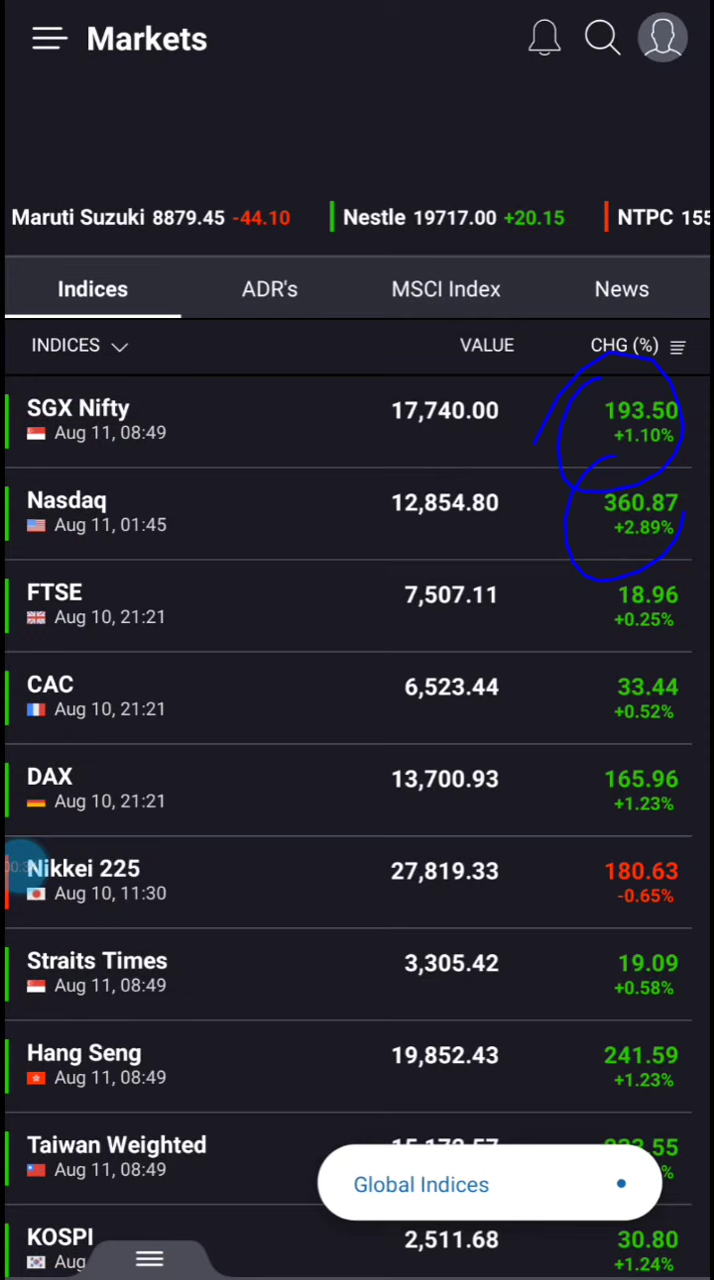 Markets
Maruti Suzuki 8879.45 -44.10 Nestle 19717.00 +20.15 NTPC 155
Indices ADR's MSCI Index News
INDICES VALUE CHG (%)
SGX Nifty 17,740.00 193.50
Aug 11, 08:49 +1.10%
Nasdaq 12,854.80 360.87
Aug 11, 01:45 +2.89%
FTSE 7,507.11 18.96
Aug 10, 21:21 +0.25%
CAC 6,523.44 33.44
Aug 10, 21:21 +0.52%
DAX 13,700.93 165.96
Aug 10, 21:21 +1.23%
Nikkei 225 27,819.33 180.63
Aug 10, 11:30 -0.65%
Straits Times 3,305.42 19.09
Aug 11, 08:49 +0.58%
Hang Seng 19,852.43 241.59
Aug 11, 08:49 +1.23%
Taiwan Weighted
Aug 11, 08:49
Global Indices
KOSPI 2,511.68 30.80
Aug +1.24%